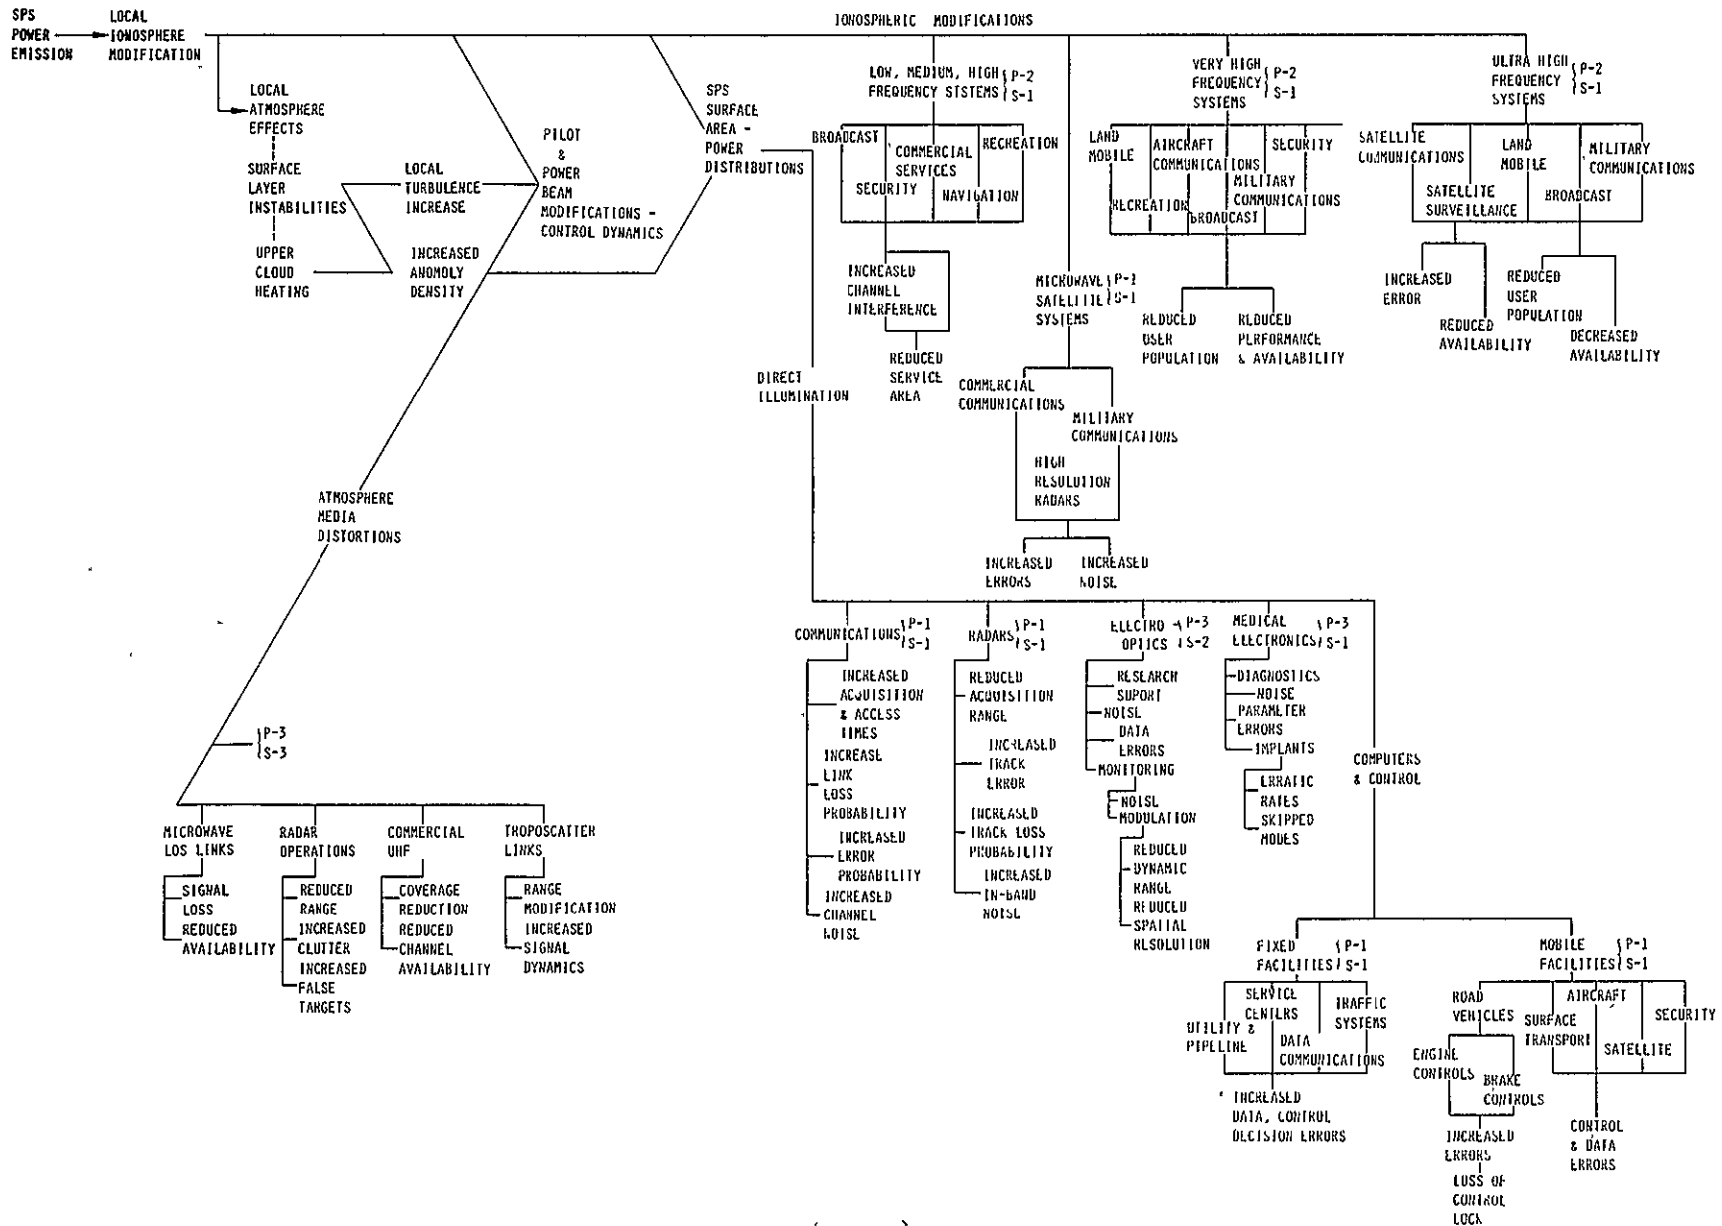 SPS
POWER
EMISSION
LOCAL
IONOSPHERE
MODIFICATION
IONOSPHERIC MODIFICATIONS
LOCAL
ATMOSPHERE
EFFECTS
SURFACE
LAYER
INSTABILITIES
UPPER
CLOUD
HEATING
LOCAL
TURBULENCE
INCREASE
INCREASED
ANOMOLY
DENSITY
PILOT
&
POWER
BEAM
MODIFICATIONS -
CONTROL DYNAMICS
SPS
SURFACE
AREA -
POWER
DISTRIBUTIONS
LOW, MEDIUM, HIGH
FREQUENCY SYSTEMS
P-2
S-1
BROADCAST
SECURITY
COMMERCIAL
SERVICES
NAVIGATION
RECREATION
INCREASED
CHANNEL
INTERFERENCE
REDUCED
SERVICE
AREA
MICROWAVE
SATELLITE
SYSTEMS
P-1
S-1
COMMERCIAL
COMMUNICATIONS
MILITARY
COMMUNICATIONS
HIGH
RESOLUTION
RADARS
INCREASED
ERRORS
INCREASED
NOISE
VERY HIGH
FREQUENCY
SYSTEMS
P-2
S-1
LAND
MOBILE
RECREATION
AIRCRAFT
COMMUNICATIONS
BROADCAST
MILITARY
COMMUNICATIONS
SECURITY
REDUCED
USER
POPULATION
REDUCED
PERFORMANCE
& AVAILABILITY
ULTRA HIGH
FREQUENCY
SYSTEMS
P-2
S-1
SATELLITE
COMMUNICATIONS
SATELLITE
SURVEILLANCE
LAND
MOBILE
BROADCAST
MILITARY
COMMUNICATIONS
INCREASED
ERROR
REDUCED
AVAILABILITY
REDUCED
USER
POPULATION
DECREASED
AVAILABILITY
DIRECT
ILLUMINATION
ATMOSPHERE
MEDIA
DISTORTIONS
P-3
S-3
MICROWAVE
LOS LINKS
SIGNAL
LOSS
REDUCED
AVAILABILITY
RADAR
OPERATIONS
REDUCED
RANGE
INCREASED
CLUTTER
INCREASED
FALSE
TARGETS
COMMERCIAL
UHF
COVERAGE
REDUCTION
REDUCED
CHANNEL
AVAILABILITY
TROPOSCATTER
LINKS
RANGE
MODIFICATION
INCREASED
SIGNAL
DYNAMICS
COMMUNICATIONS
P-1
S-1
INCREASED
ACQUISITION
& ACCESS
TIMES
INCREASE
LINK
LOSS
PROBABILITY
INCREASED
ERROR
PROBABILITY
INCREASED
CHANNEL
NOISE
RADARS
P-1
S-1
REDUCED
ACQUISITION
RANGE
INCREASED
TRACK
ERROR
INCREASED
TRACK LOSS
PROBABILITY
INCREASED
IN-BAND
NOISE
ELECTRO -
OPTICS
P-3
S-2
RESEARCH
SUPORT
NOISE
DATA
ERRORS
MONITORING
NOISE
MODULATION
REDUCED
DYNAMIC
RANGE
REDUCED
SPATIAL
RESOLUTION
MEDICAL
ELECTRONICS
P-3
S-1
DIAGNOSTICS
NOISE
PARAMETER
ERRORS
IMPLANTS
ERRATIC
RATES
SKIPPED
MODES
COMPUTERS
& CONTROL
FIXED
FACILITIES
P-1
S-1
UTILITY &
PIPELINE
SERVICE
CENTERS
DATA
COMMUNICATIONS
TRAFFIC
SYSTEMS
INCREASED
DATA, CONTROL
DECISION ERRORS
MOBILE
FACILITIES
P-1
S-1
ROAD
VEHICLES
ENGINE
CONTROLS
BRAKE
CONTROLS
INCREASED
ERRORS
LOSS OF
CONTROL
LOCK
SURFACE
TRANSPORT
AIRCRAFT
SATELLITE
SECURITY
CONTROL
& DATA
ERRORS